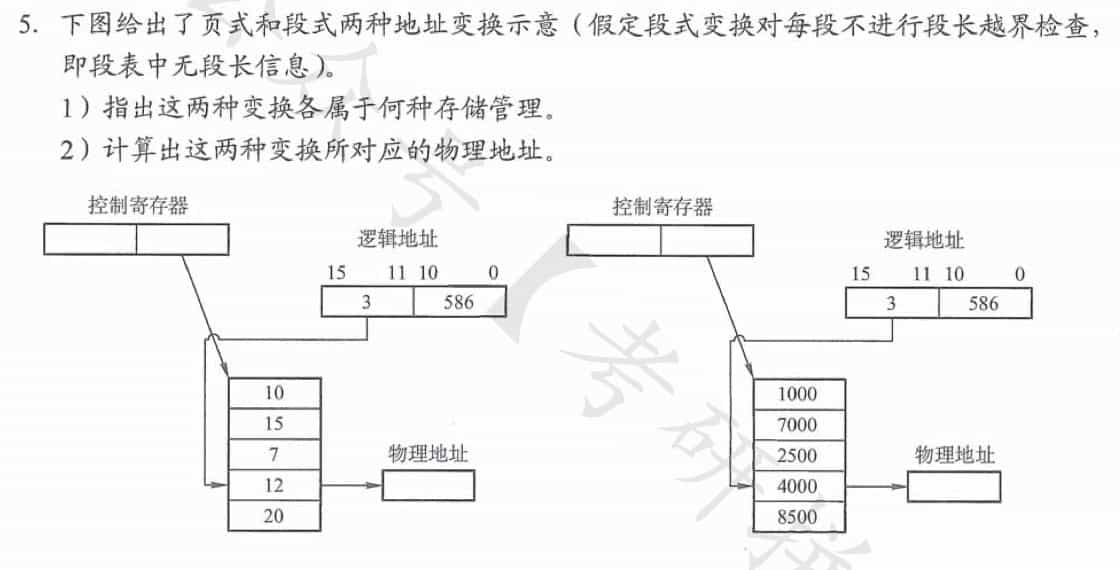 5. 下图给出了页式和段式两种地址变换示意（假定段式变换对每段不进行段长越界检查，
即段表中无段长信息）。
1）指出这两种变换各属于何种存储管理。
2）计算出这两种变换所对应的物理地址。
控制寄存器
逻辑地址
15 11 10 0
3 586
10
15
7
12
20
物理地址
控制寄存器
逻辑地址
15 11 10 0
3 586
1000
7000
2500
4000
8500
物理地址
公众号【考研